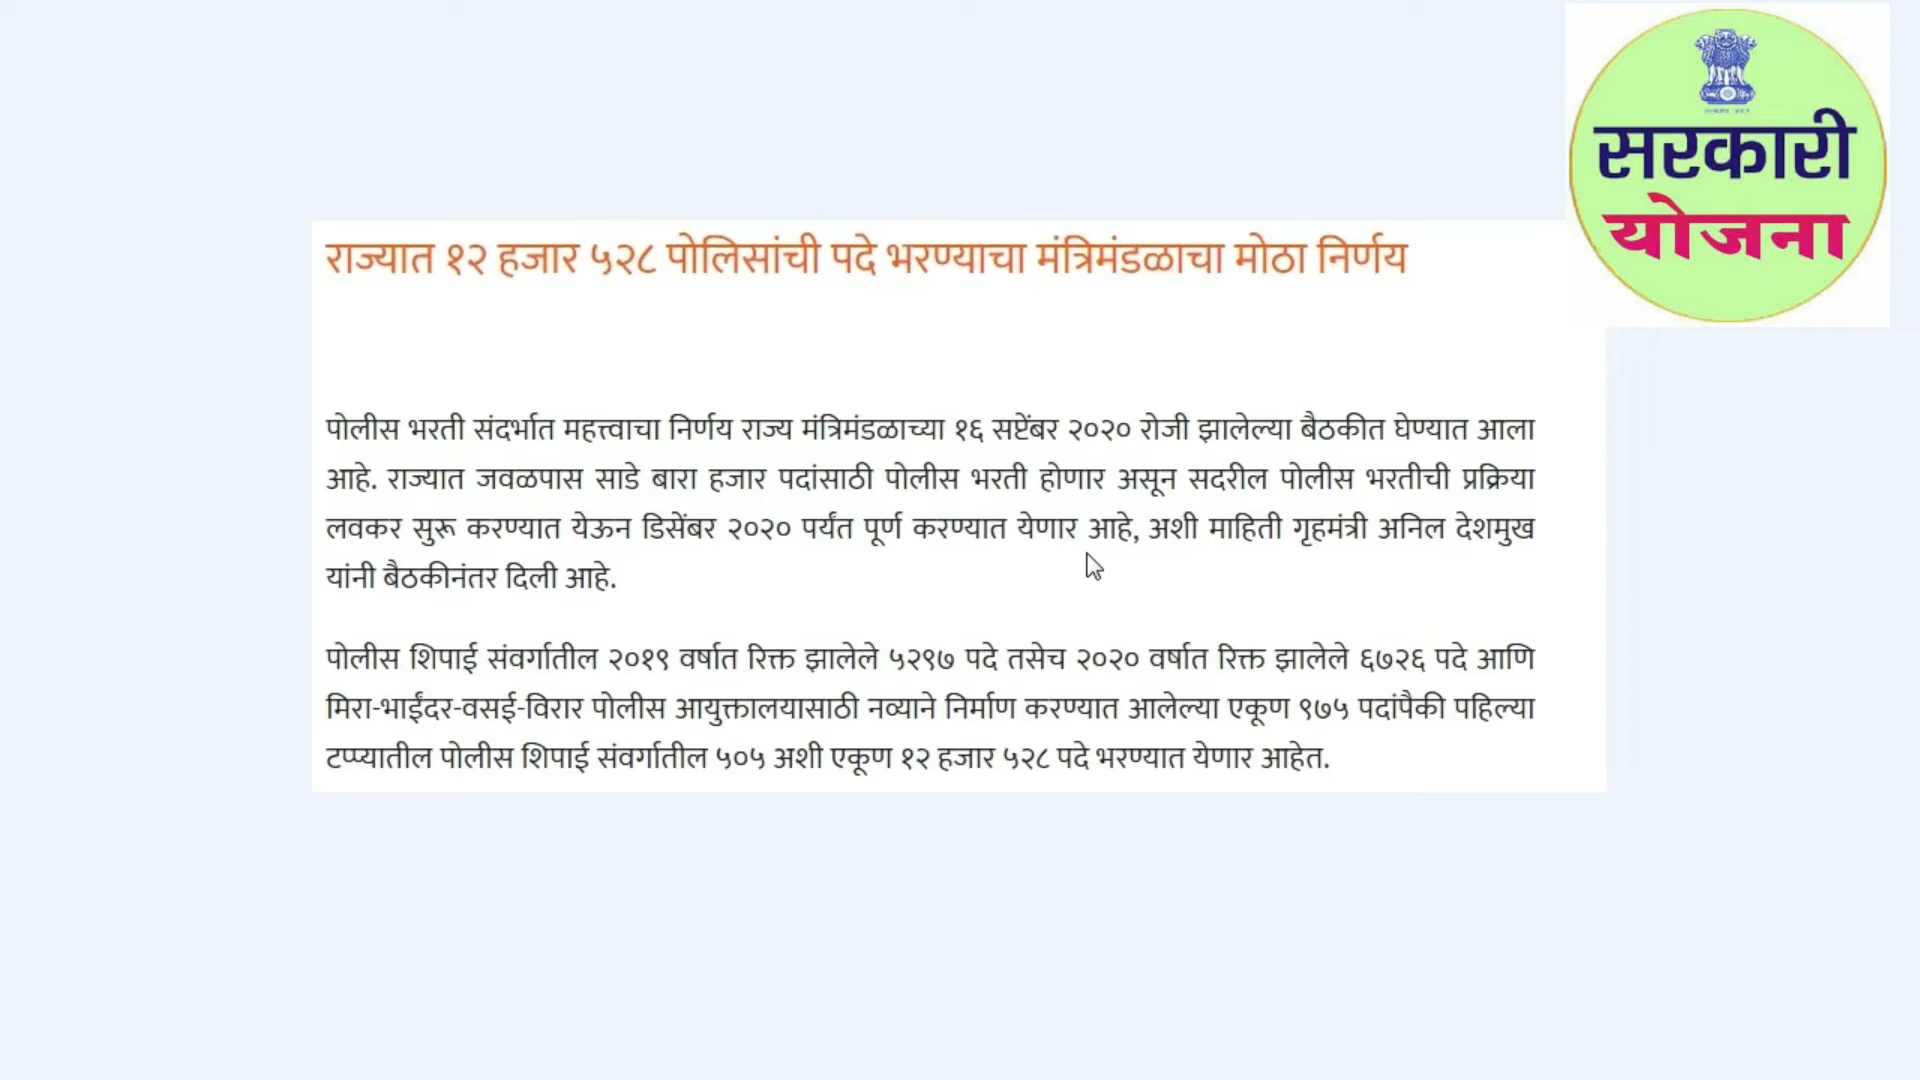 सरकारी
योजना
राज्यात १२ हजार ५२८ पोलिसांची पदे भरण्याचा मंत्रिमंडळाचा मोठा निर्णय
पोलीस भरती संदर्भात महत्त्वाचा निर्णय राज्य मंत्रिमंडळाच्या १६ सप्टेंबर २०२० रोजी झालेल्या बैठकीत घेण्यात आला
आहे. राज्यात जवळपास साडे बारा हजार पदांसाठी पोलीस भरती होणार असून सदरील पोलीस भरतीची प्रक्रिया
लवकर सुरू करण्यात येऊन डिसेंबर २०२० पर्यंत पूर्ण करण्यात येणार आहे, अशी माहिती गृहमंत्री अनिल देशमुख
यांनी बैठकीनंतर दिली आहे.
पोलीस शिपाई संवर्गातील २०१९ वर्षात रिक्त झालेले ५२९७ पदे तसेच २०२० वर्षात रिक्त झालेले ६७२६ पदे आणि
मिरा-भाईंदर-वसई-विरार पोलीस आयुक्तालयासाठी नव्याने निर्माण करण्यात आलेल्या एकूण ९७५ पदांपैकी पहिल्या
टप्प्यातील पोलीस शिपाई संवर्गातील ५०५ अशी एकूण १२ हजार ५२८ पदे भरण्यात येणार आहेत.